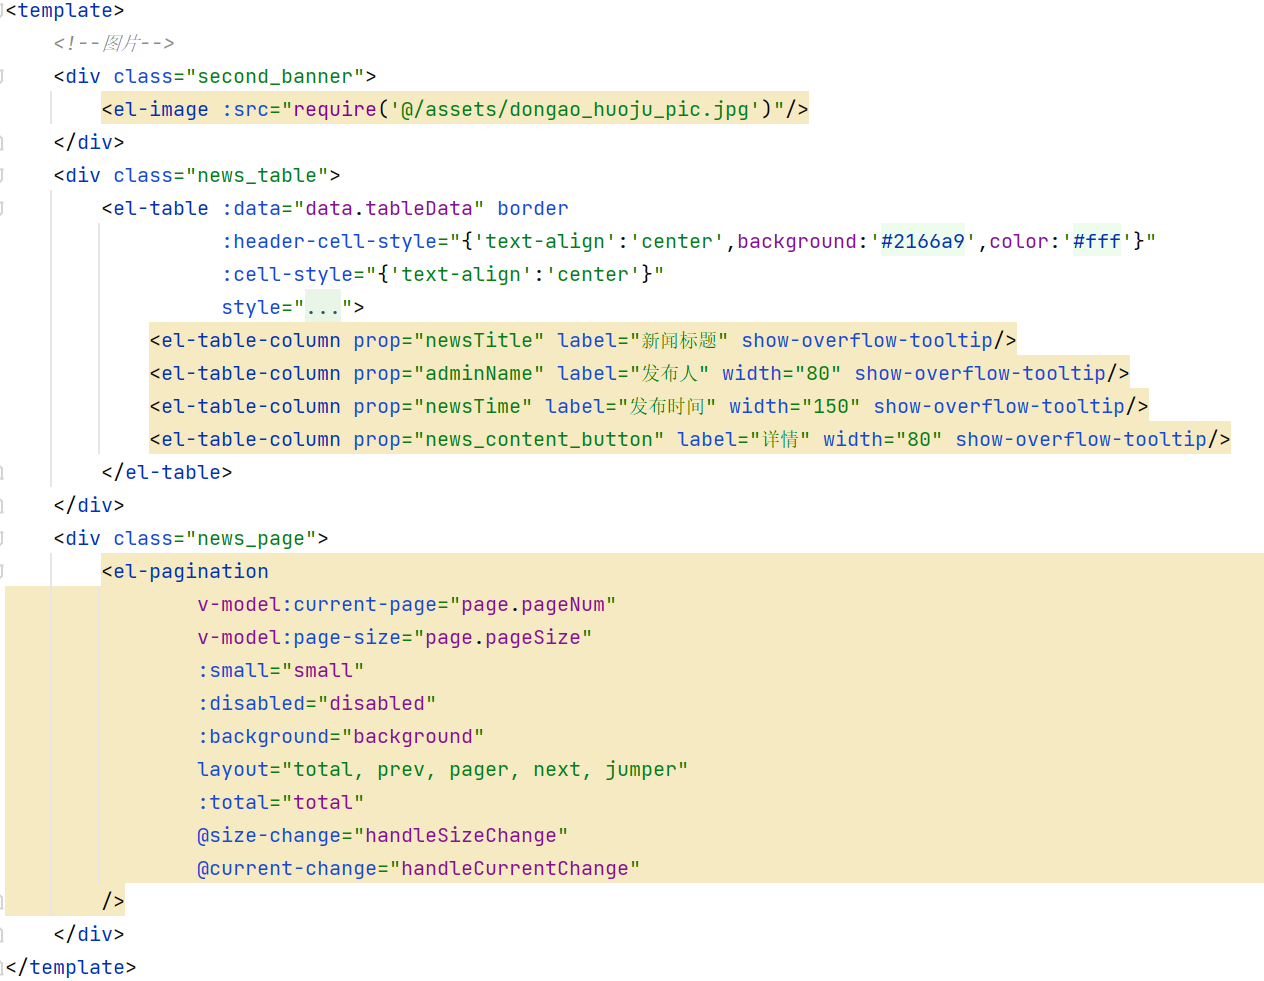 <template>
    <!--图片-->
    <div class="second_banner">
        <el-image :src="require('@/assets/dongao_huoju_pic.jpg')"/>
    </div>
    <div class="news_table">
        <el-table :data="data.tableData" border
                  :header-cell-style="{'text-align':'center',background:'#2166a9',color:'#fff'}"
                  :cell-style="{'text-align':'center'}"
                  style="...">
            <el-table-column prop="newsTitle" label="新闻标题" show-overflow-tooltip/>
            <el-table-column prop="adminName" label="发布人" width="80" show-overflow-tooltip/>
            <el-table-column prop="newsTime" label="发布时间" width="150" show-overflow-tooltip/>
            <el-table-column prop="news_content_button" label="详情" width="80" show-overflow-tooltip/>
        </el-table>
    </div>
    <div class="news_page">
        <el-pagination
                v-model:current-page="page.pageNum"
                v-model:page-size="page.pageSize"
                :small="small"
                :disabled="disabled"
                :background="background"
                layout="total, prev, pager, next, jumper"
                :total="total"
                @size-change="handleSizeChange"
                @current-change="handleCurrentChange"
        />
    </div>
</template>